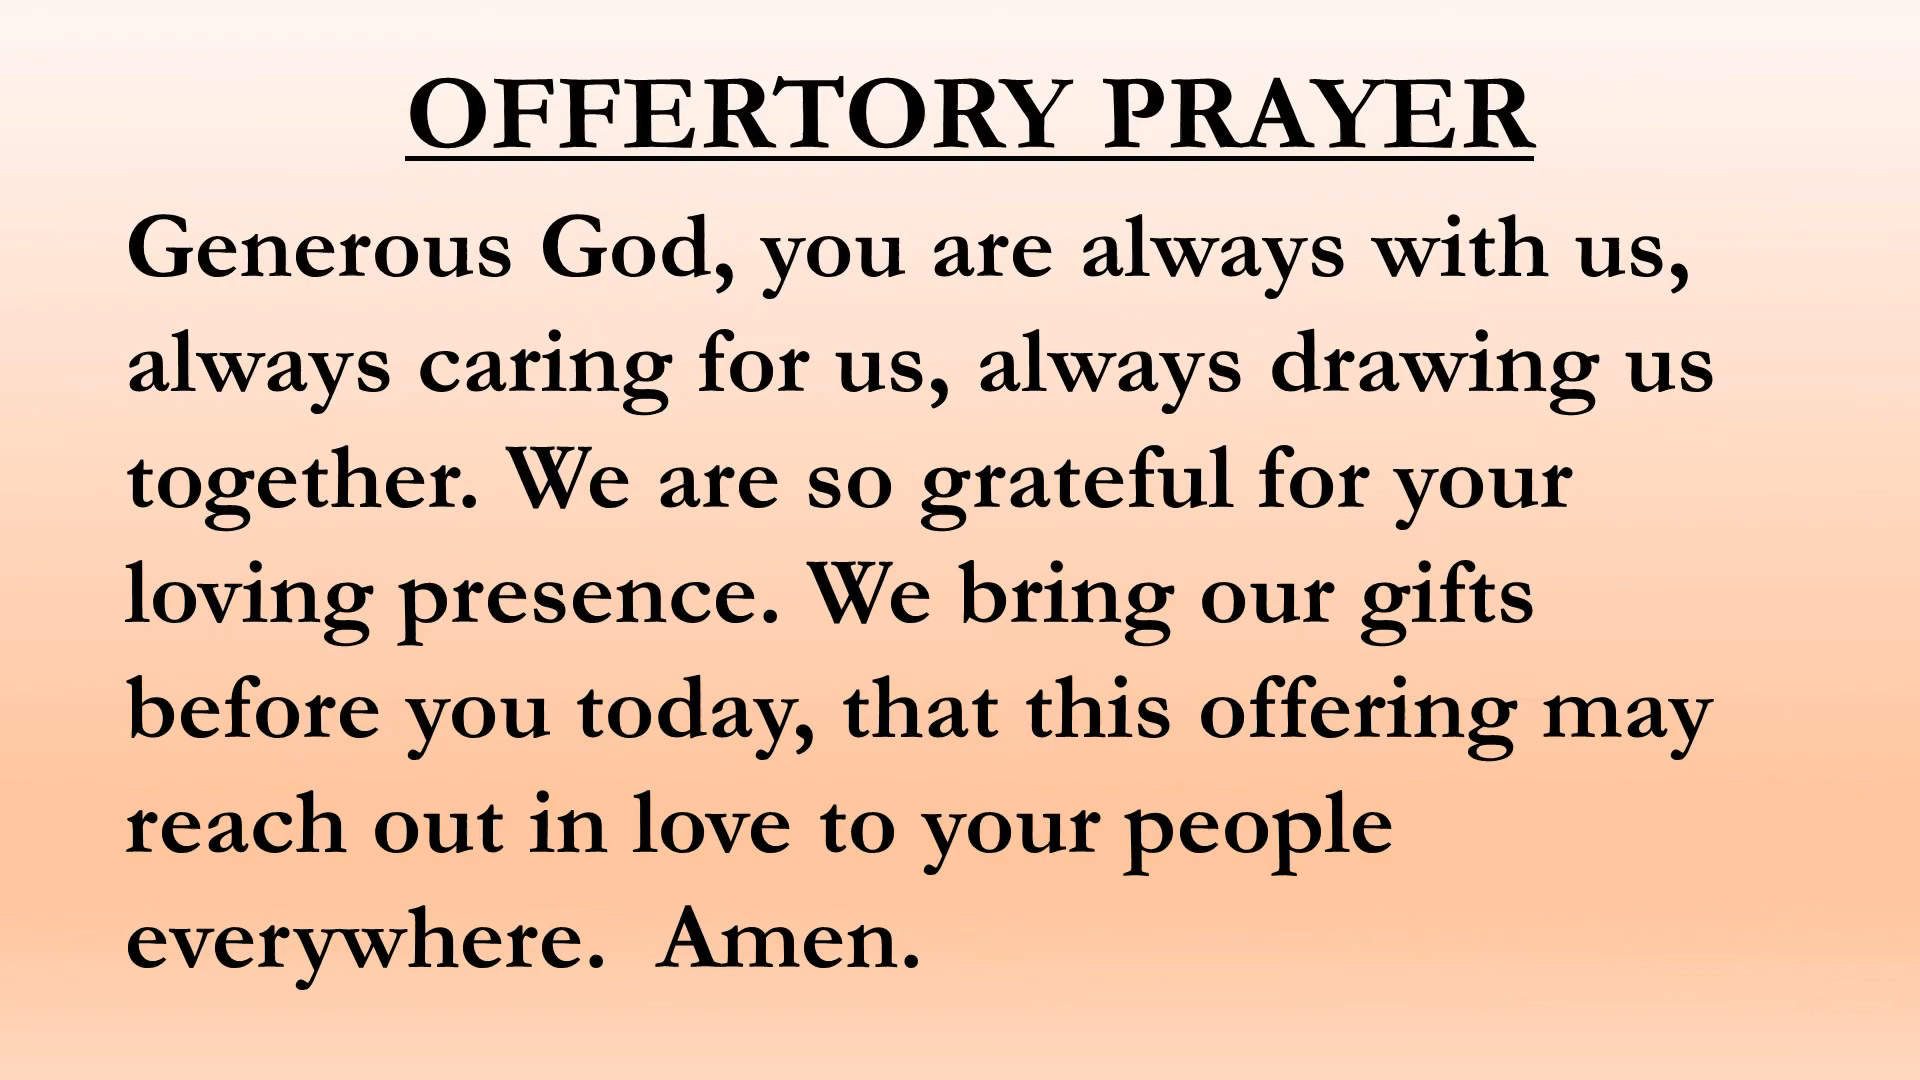 OFFERTORY PRAYER
Generous God, you are always with us,
always caring for us, always drawing us
together. We are so grateful for your
loving presence. We bring our gifts
before you today, that this offering may
reach out in love to your people
everywhere.  Amen.